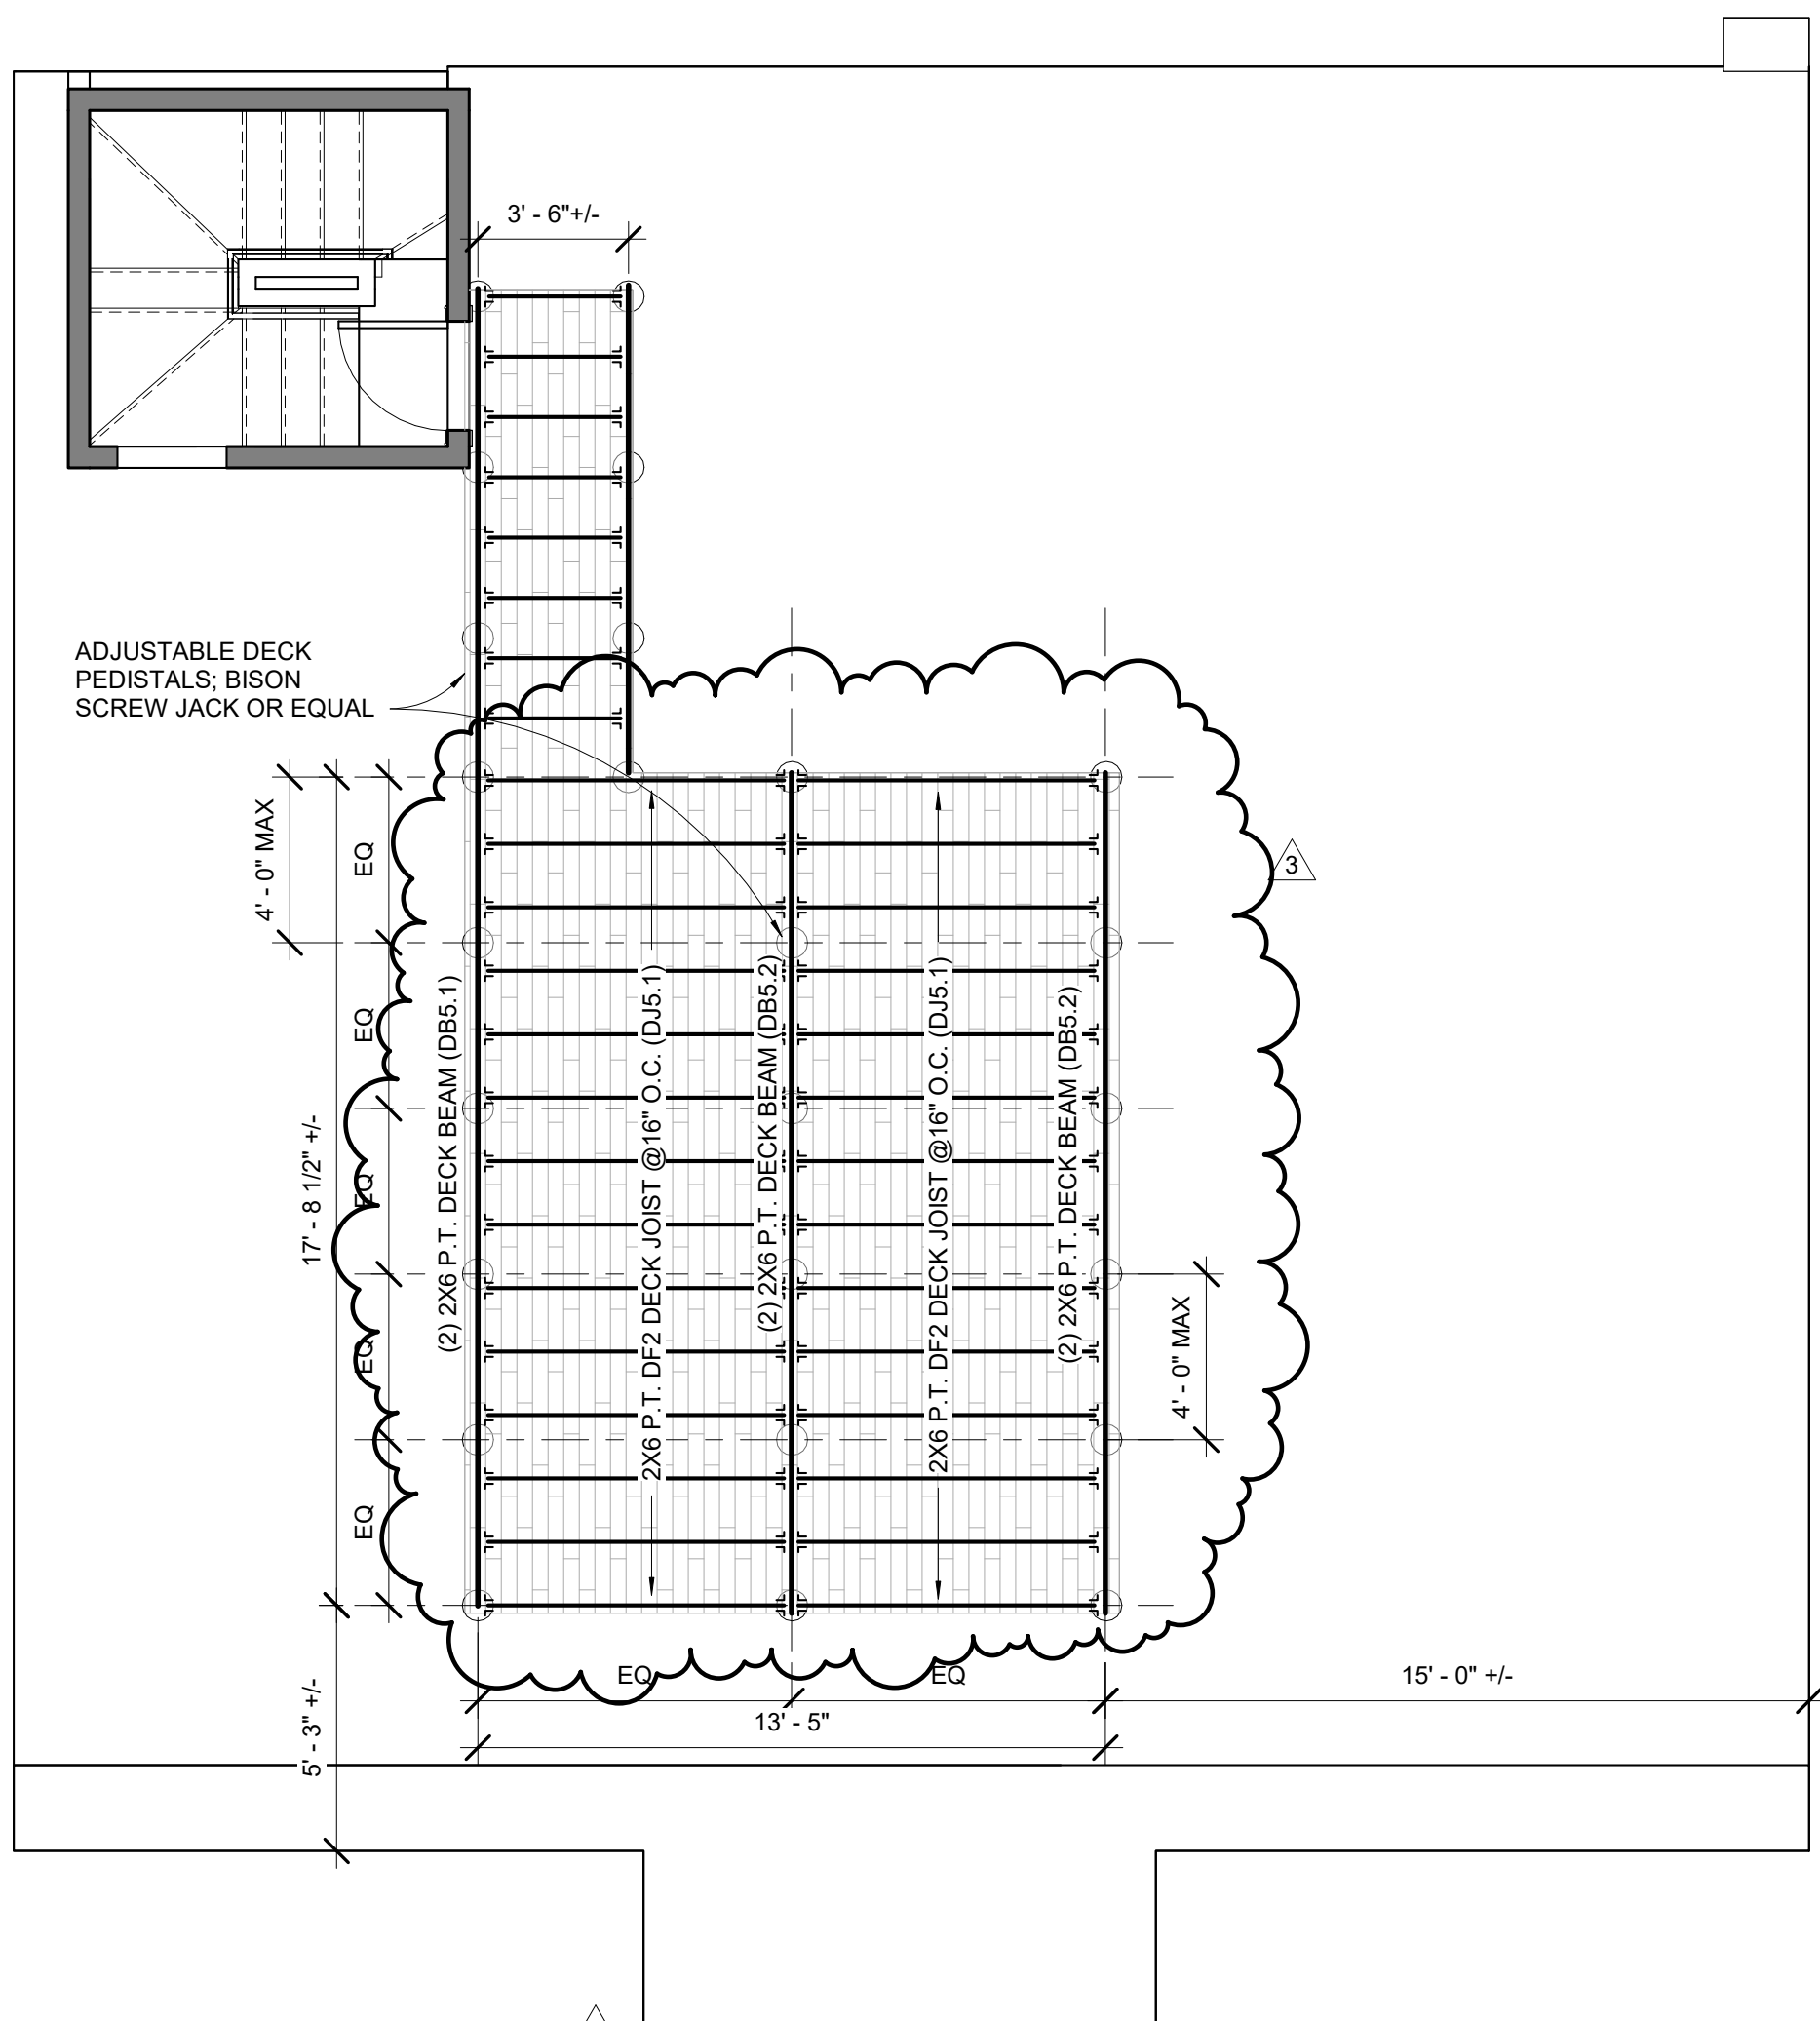 3' - 6"+/-
ADJUSTABLE DECK
PEDISTALS; BISON
SCREW JACK OR EQUAL
4' - 0" MAX
EQ
EQ
EQ
EQ
EQ
17' - 8 1/2" +/-
5' - 3" +/-
(2) 2X6 P.T. DECK BEAM (DB5.1)
2X6 P.T. DF2 DECK JOIST @16" O.C. (DJ5.1)
(2) 2X6 P.T. DECK BEAM (DB5.2)
2X6 P.T. DF2 DECK JOIST @16" O.C. (DJ5.1)
(2) 2X6 P.T. DECK BEAM (DB5.2)
3
4' - 0" MAX
EQ
EQ
15' - 0" +/-
13' - 5"